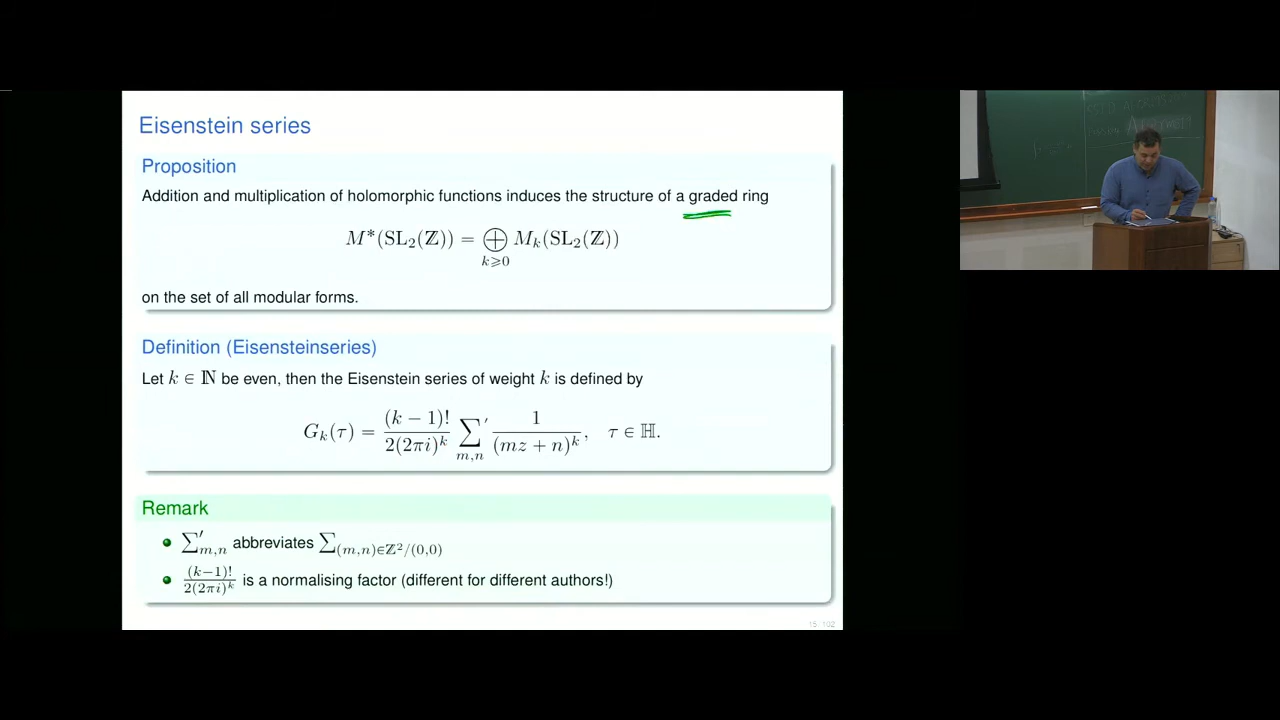 Eisenstein series
Proposition
Addition and multiplication of holomorphic functions induces the structure of a graded ring
M*(SL₂(ℤ)) = ⊕_{k⩾0} M_k(SL₂(ℤ))
on the set of all modular forms.
Definition (Eisensteinseries)
Let k ∈ ℕ be even, then the Eisenstein series of weight k is defined by
G_k(τ) = (k − 1)!/2(2πi)^k ∑′_{m,n} 1/(mz + n)^k, τ ∈ ℍ.
Remark
∑′_{m,n} abbreviates ∑_{(m,n)∈ℤ²/(0,0)}
(k−1)!/2(2πi)^k is a normalising factor (different for different authors!)
15/102